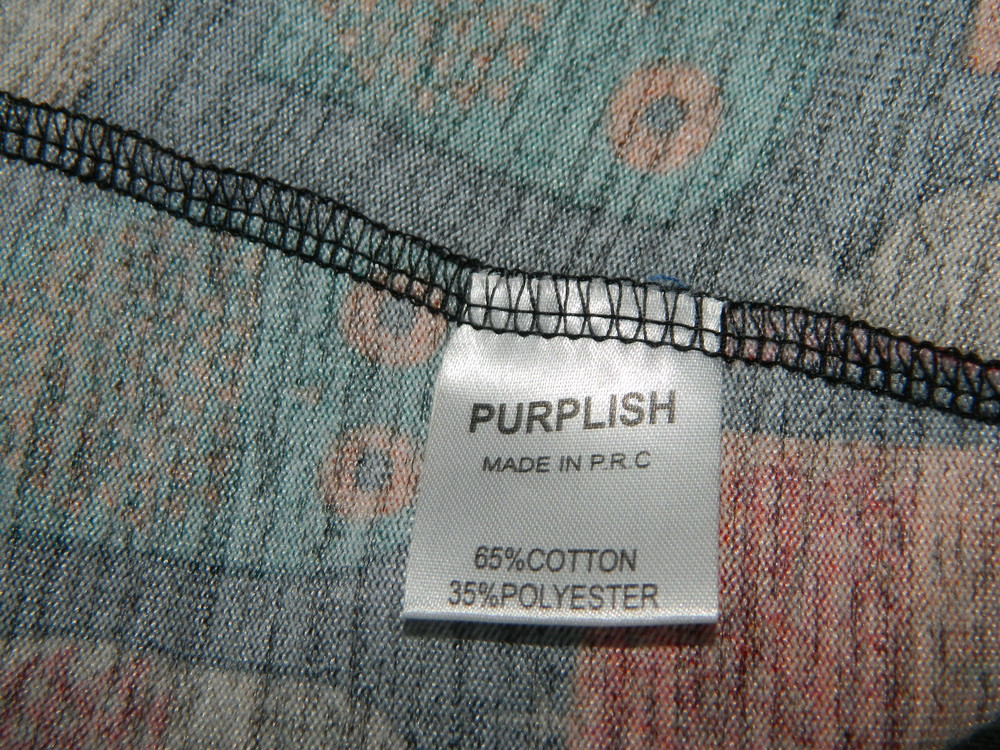 PURPLISH
MADE IN P.R.C
65%COTTON
35%POLYESTER